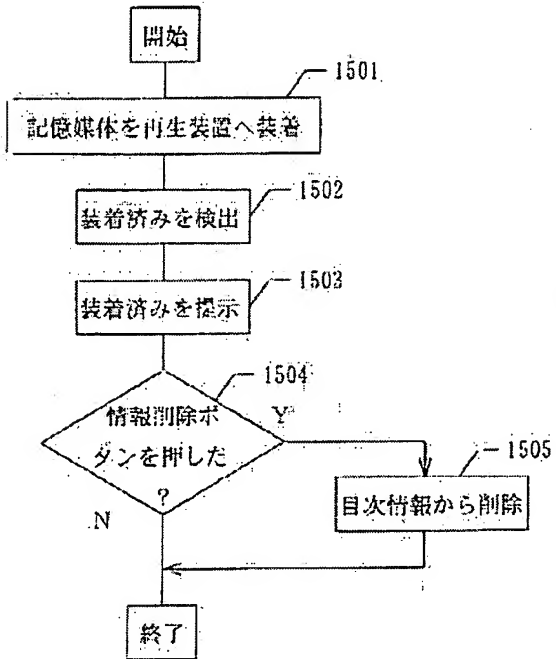 開始
1501
記憶媒体を再生装置へ装着
1502
装着済みを検出
1503
装着済みを提示
1504
情報削除ボ
タンを押した
?
Y
N
1505
目次情報から削除
終了